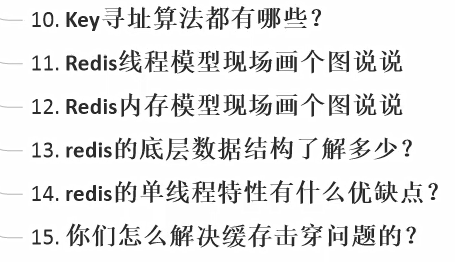 10. Key寻址算法都有哪些？
11. Redis线程模型现场画个图说说
12. Redis内存模型现场画个图说说
13. redis的底层数据结构了解多少？
14. redis的单线程特性有什么优缺点？
15. 你们怎么解决缓存击穿问题的？